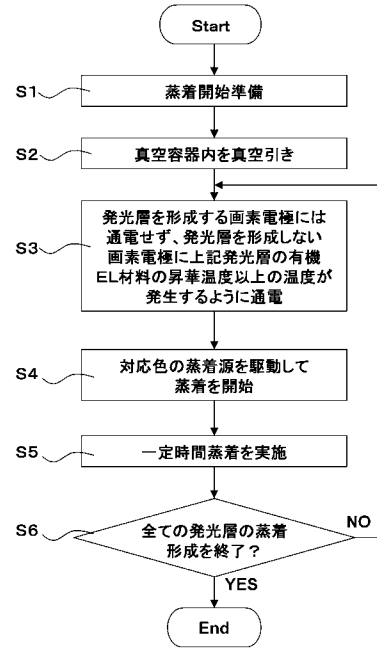 Start
S1
蒸着開始準備
S2
真空容器内を真空引き
S3
発光層を形成する画素電極には
通電せず、発光層を形成しない
画素電極に上記発光層の有機
EL材料の昇華温度以上の温度が
発生するように通電
S4
対応色の蒸着源を駆動して
蒸着を開始
S5
一定時間蒸着を実施
S6
全ての発光層の蒸着
形成を終了？
NO
YES
End